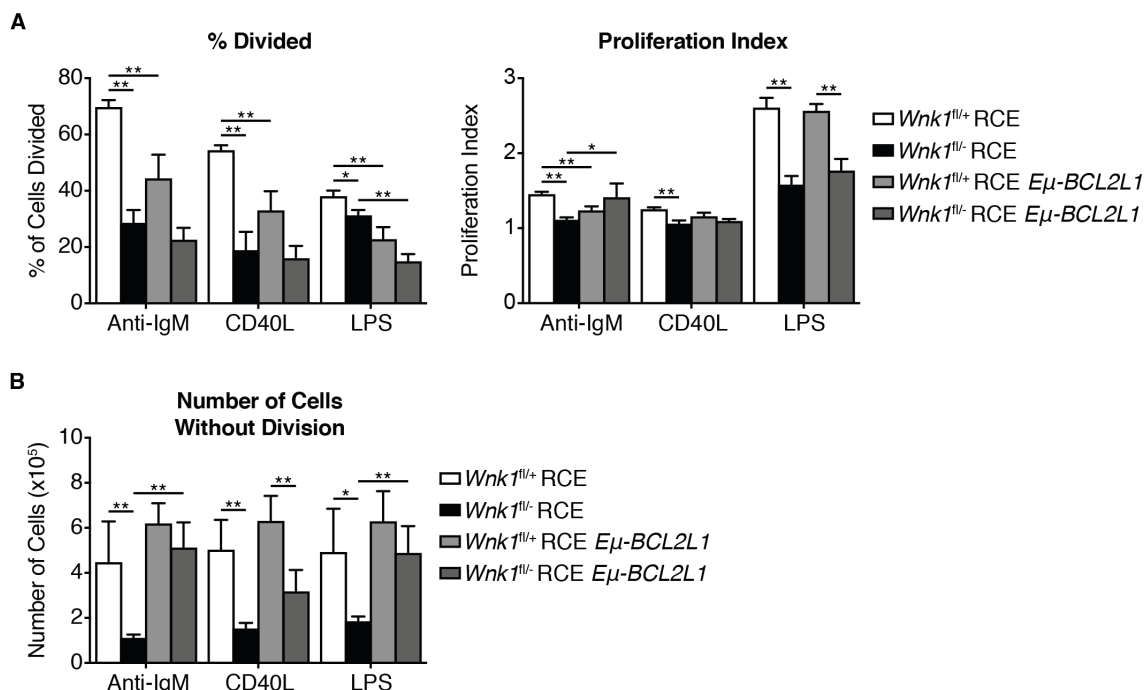 A
% Divided
Proliferation Index
% of Cells Divided
80
60
40
20
0
** **
** **
** * **
Anti-IgM CD40L LPS
Proliferation Index
3
2
1
0
* ** **
**
** **
Anti-IgM CD40L LPS
Wnk1fl/+ RCE
Wnk1fl/- RCE
Wnk1fl/+ RCE Eµ-BCL2L1
Wnk1fl/- RCE Eµ-BCL2L1
B
Number of Cells
Without Division
Number of Cells (x10⁵)
10
8
6
4
2
0
** **
** **
* **
Anti-IgM CD40L LPS
Wnk1fl/+ RCE
Wnk1fl/- RCE
Wnk1fl/+ RCE Eµ-BCL2L1
Wnk1fl/- RCE Eµ-BCL2L1